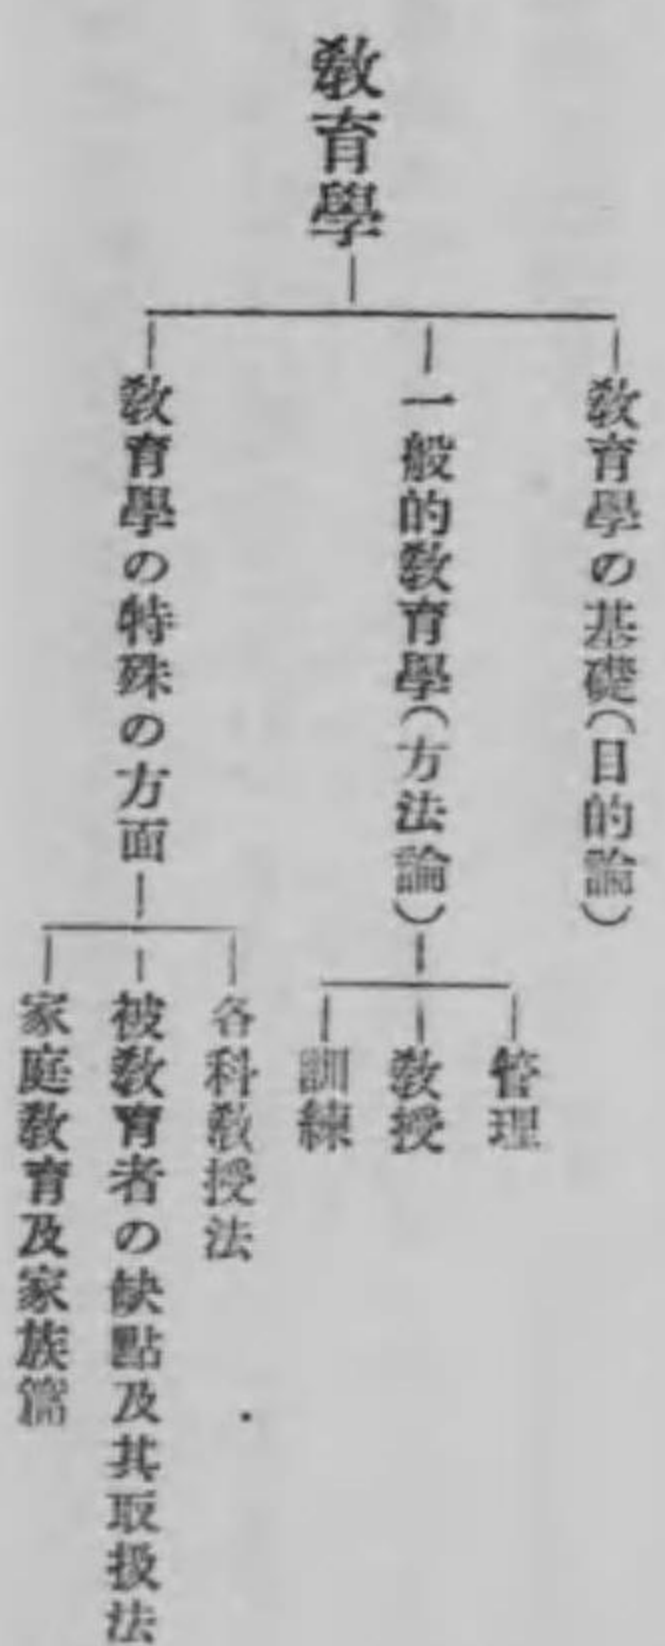 教育學
教育學の基礎(目的論)
一般的教育學(方法論)
管理
教授
訓練
教育學の特殊の方面
各科教授法
被教育者の缺點及其取扱法
家庭教育及家族